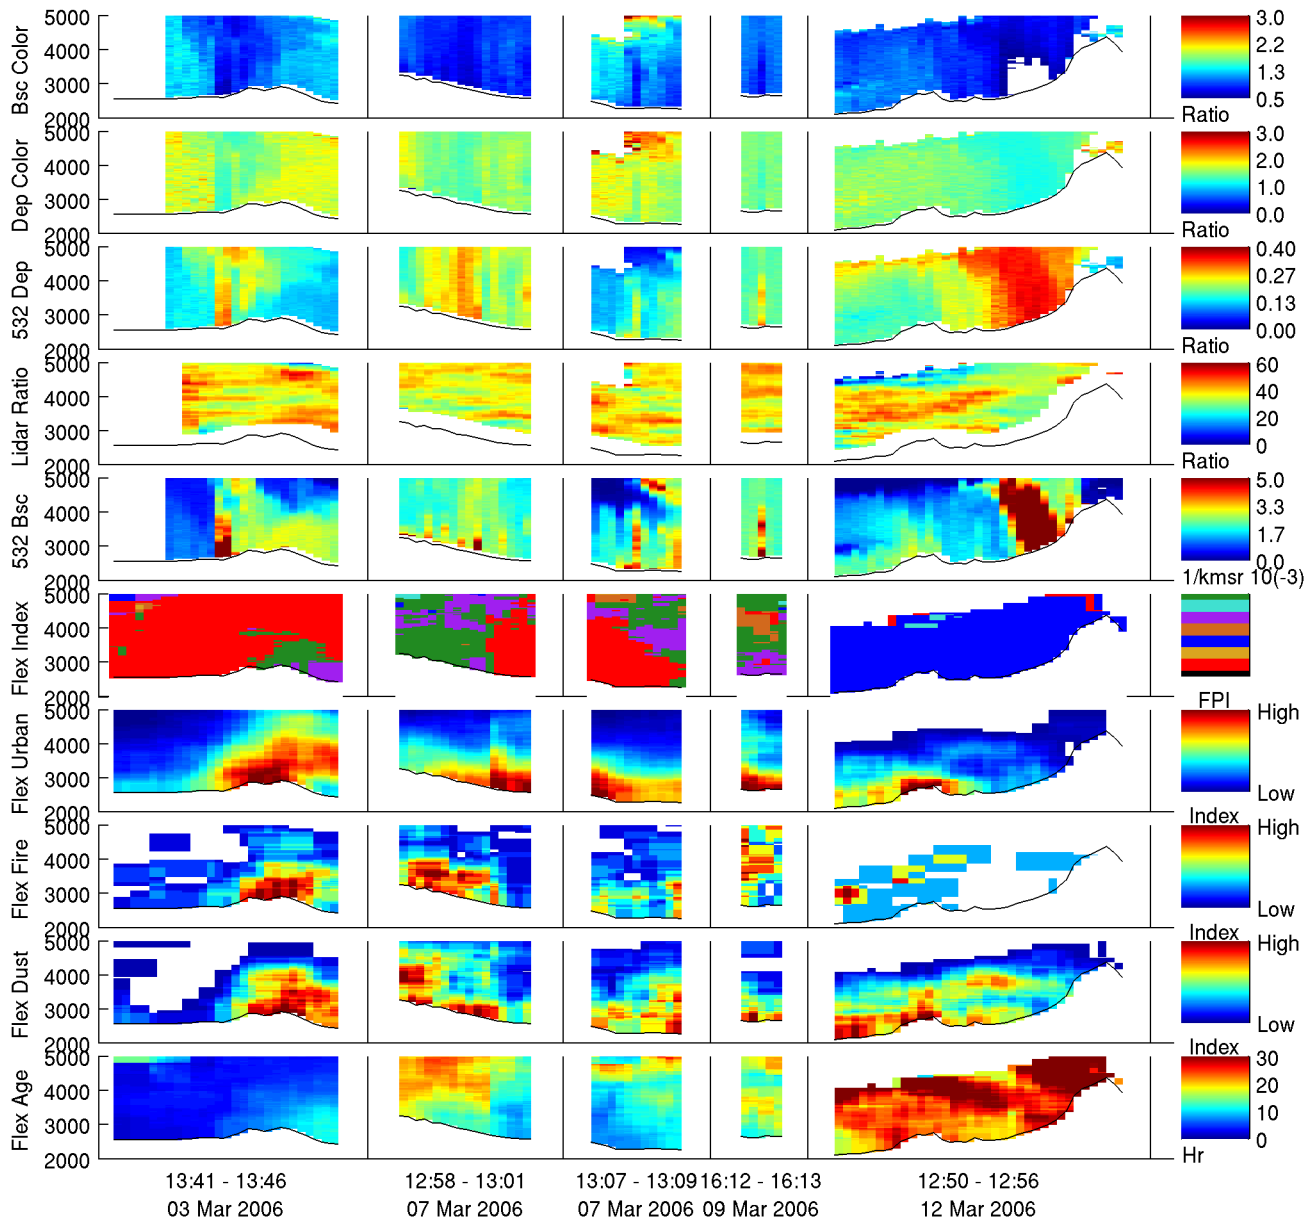 Bsc Color
5000
4000
3000
2000
3.0
2.2
1.3
0.5
Ratio
Dep Color
5000
4000
3000
2000
3.0
2.0
1.0
0.0
Ratio
532 Dep
5000
4000
3000
2000
0.40
0.27
0.13
0.00
Ratio
Lidar Ratio
5000
4000
3000
2000
60
40
20
0
Ratio
532 Bsc
5000
4000
3000
2000
5.0
3.3
1.7
0.0
1/kmsr 10(-3)
Flex Index
5000
4000
3000
2000
FPI
Flex Urban
5000
4000
3000
2000
High
Low
Index
Flex Fire
5000
4000
3000
2000
High
Low
Index
Flex Dust
5000
4000
3000
2000
High
Low
Index
Flex Age
5000
4000
3000
2000
30
20
10
0
Hr
13:41 - 13:46 12:58 - 13:01 13:07 - 13:09 16:12 - 16:13 12:50 - 12:56
03 Mar 2006 07 Mar 2006 07 Mar 2006 09 Mar 2006 12 Mar 2006